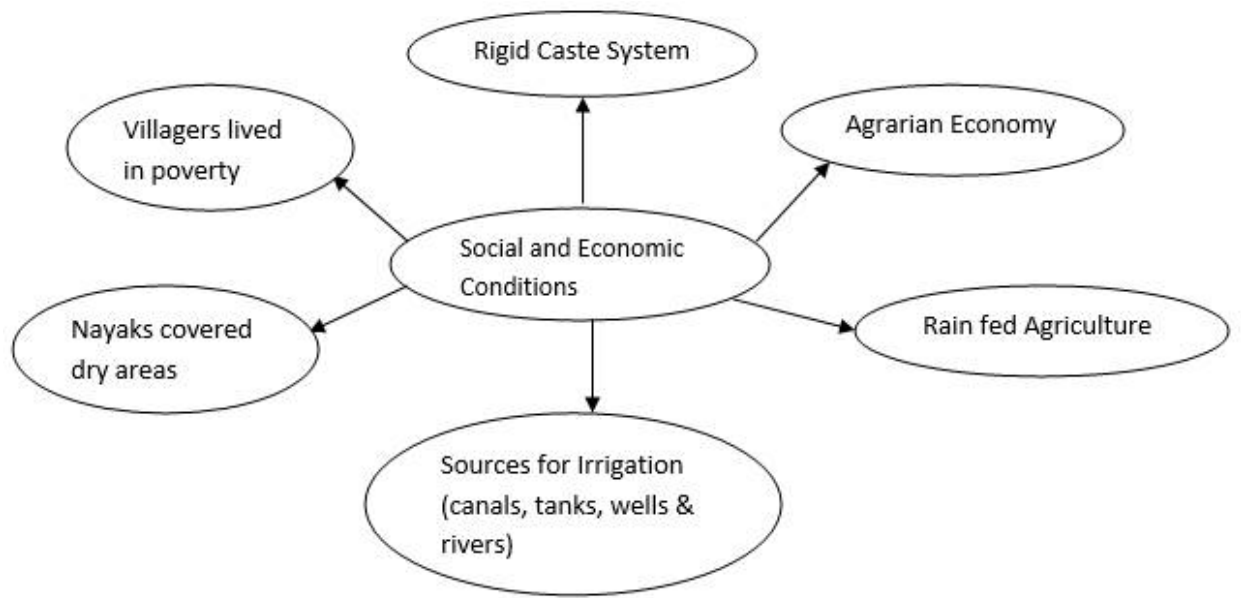 Rigid Caste System
Villagers lived
in poverty
Agrarian Economy
Social and Economic
Conditions
Nayaks covered
dry areas
Rain fed Agriculture
Sources for Irrigation
(canals, tanks, wells &
rivers)